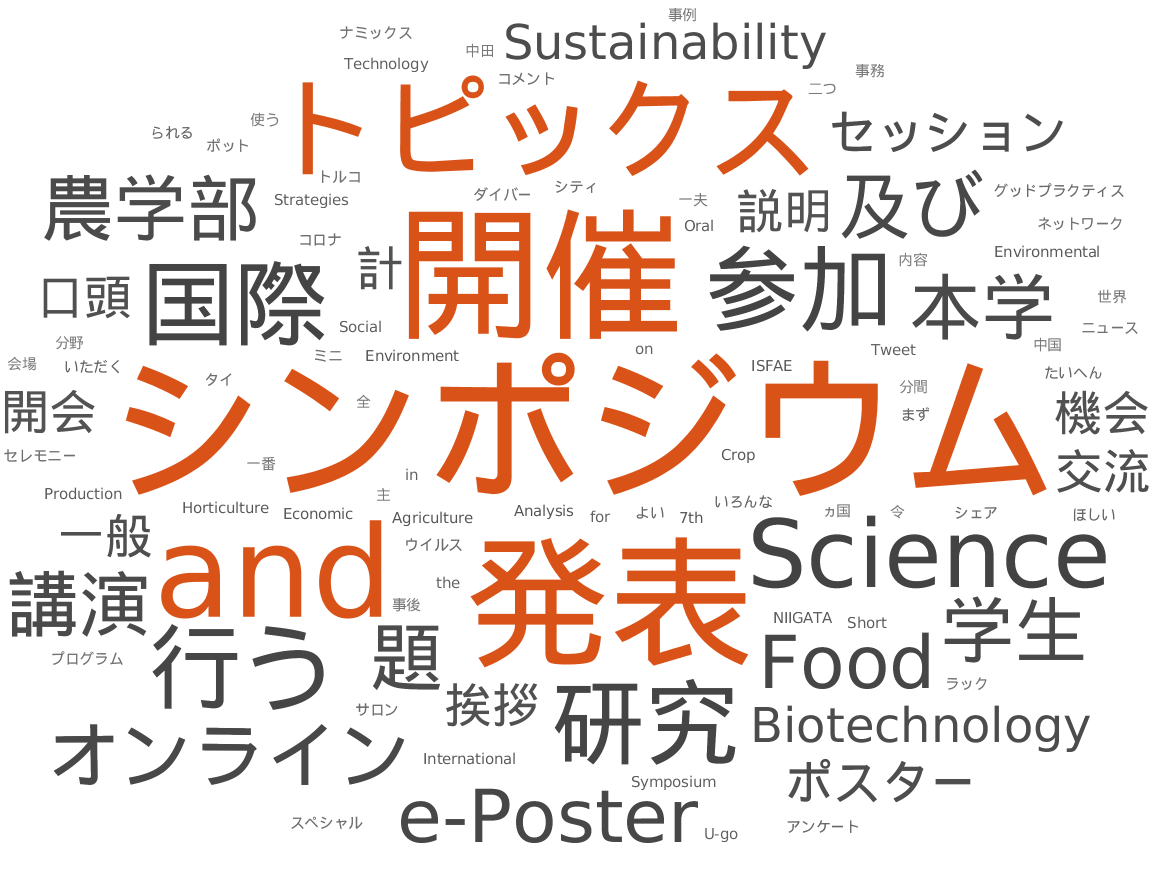 事例
Sustainability
ナミックス
中田
Technology
コメント
事務
二つ
トピックス
使う
られる
ポット
セッション
トルコ
Strategies
ダイバー
シティ
一夫
農学部
説明
及び
グッドプラクティス
Oral
ネットワーク
コロナ
計
開催
Environmental
内容
国際
参加
口頭
本学
世界
Social
ニュース
分野
会場
いただく
ミニ
Environment
on
ISFAE
Tweet
中国
たいへん
タイ
全
分間
まず
開会
シンポジウム
機会
セレモニー
一番
in
Crop
交流
Production
主
Horticulture
Economic
Agriculture
Analysis
for
よい
7th
いろんな
ヵ国
令
シェア
ほしい
一般
and
ウイルス
発表
Science
the
講演
事後
NIIGATA
Short
学生
プログラム
行う
題
Food
ラック
サロン
挨拶
研究
Biotechnology
オンライン
International
Symposium
ポスター
スペシャル
e-Poster
U-go
アンケート